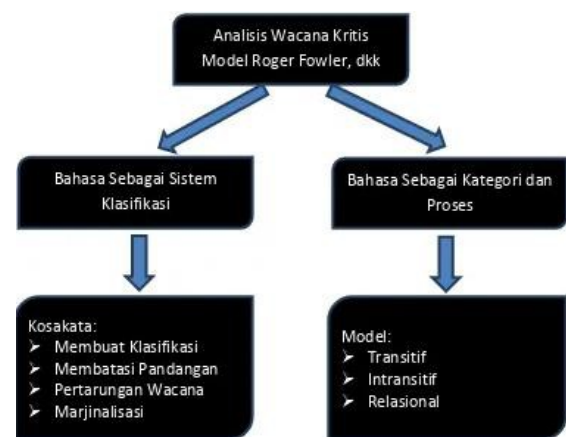 Analisis Wacana Kritis
Model Roger Fowler, dkk
Bahasa Sebagai Sistem
Klasifikasi
Bahasa Sebagai Kategori dan
Proses
Kosakata:
➢ Membuat Klasifikasi
➢ Membatasi Pandangan
➢ Pertarungan Wacana
➢ Marjinalisasi
Model:
➢ Transitif
➢ Intransitif
➢ Relasional